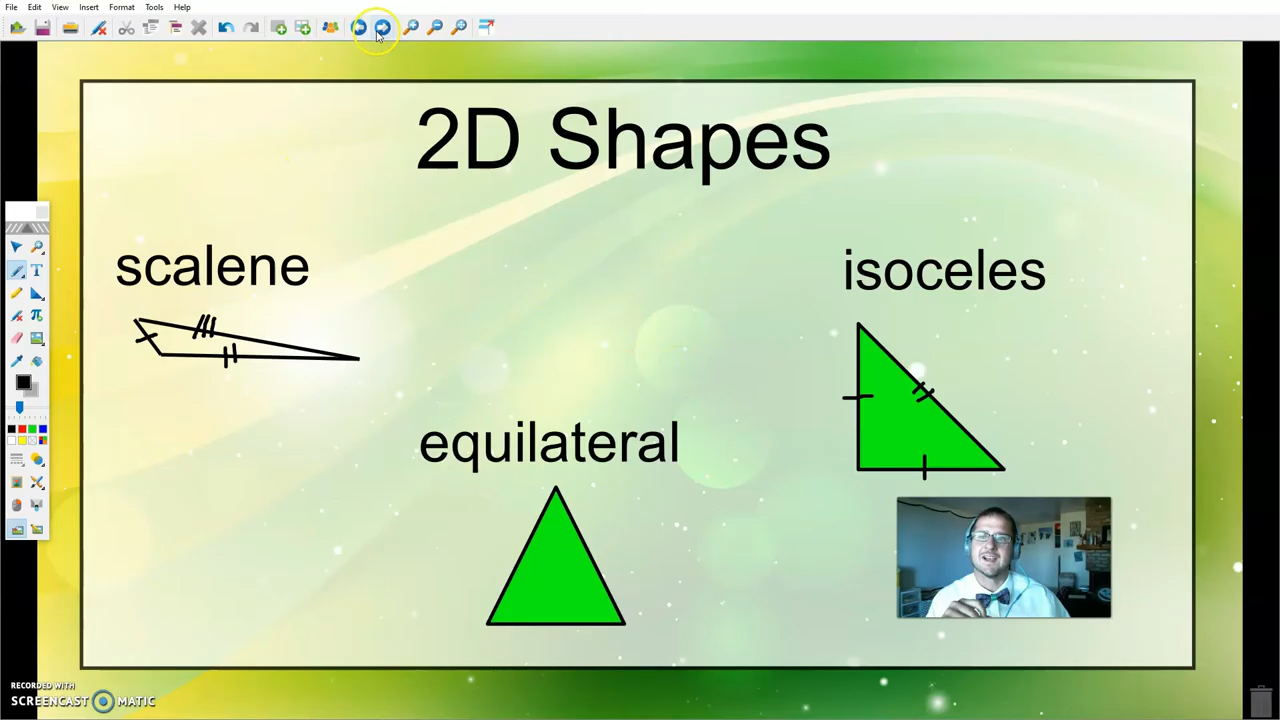 File Edit View Insert Format Tools Help
2D Shapes
scalene
isoceles
equilateral
RECORDED WITH
SCREENCAST MATIC